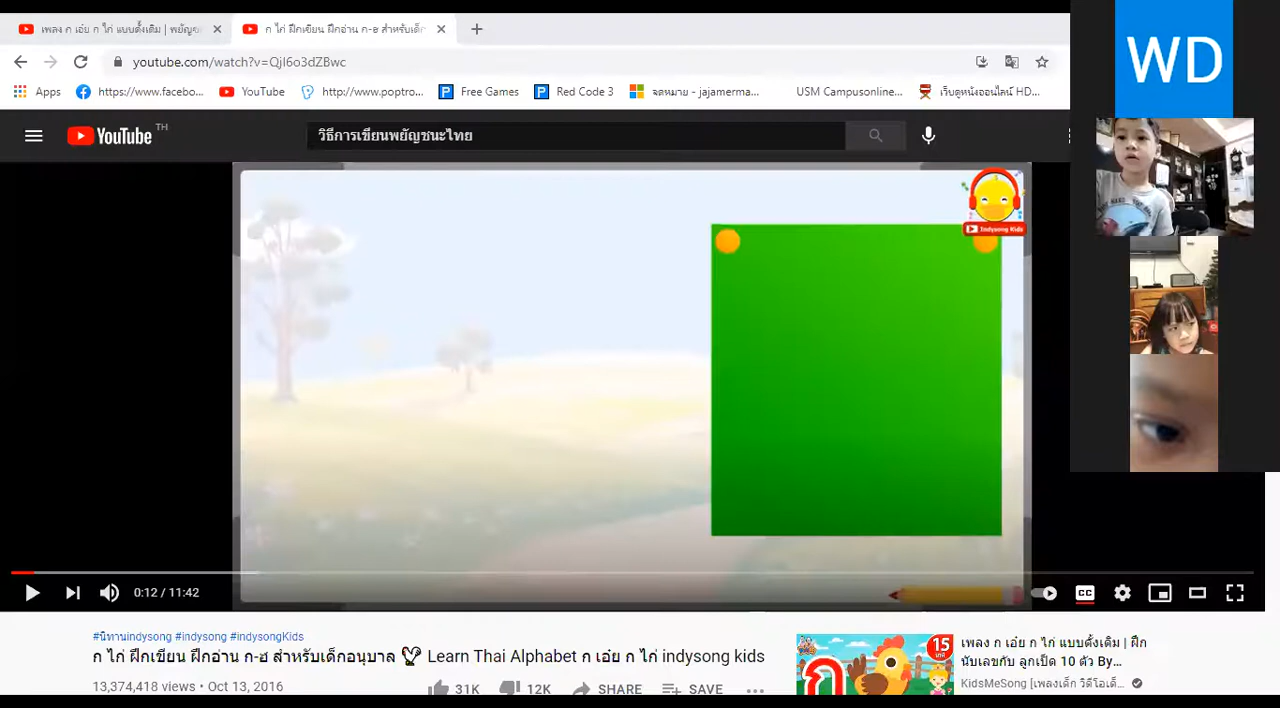 เพลง ก เอ๋ย ก ไก่ แบบดั้งเดิม | พยัญช
ก ไก่ ฝึกเขียน ฝึกอ่าน ก-ฮ สำหรับเด็ก
youtube.com/watch?v=QjI6o3dZBwc
Apps https://www.facebo... YouTube http://www.poptro... Free Games Red Code 3 จดหมาย - jajamerma... USM Campusonline... เว็บดูหนังออนไลน์ HD...
YouTube TH
วิธีการเขียนพยัญชนะไทย
WD
Indysong Kids
0:12 / 11:42
CC
#นิทานindysong #indysong #indysongKids
ก ไก่ ฝึกเขียน ฝึกอ่าน ก-ฮ สำหรับเด็กอนุบาล Learn Thai Alphabet ก เอ๋ย ก ไก่ indysong kids
13,374,418 views • Oct 13, 2016
31K 12K SHARE SAVE ...
ก
15
เพลง ก เอ๋ย ก ไก่ แบบดั้งเดิม | ฝึก
นับเลขกับ ลูกเป็ด 10 ตัว By...
KidsMeSong [เพลงเด็ก วิดีโอเด็...